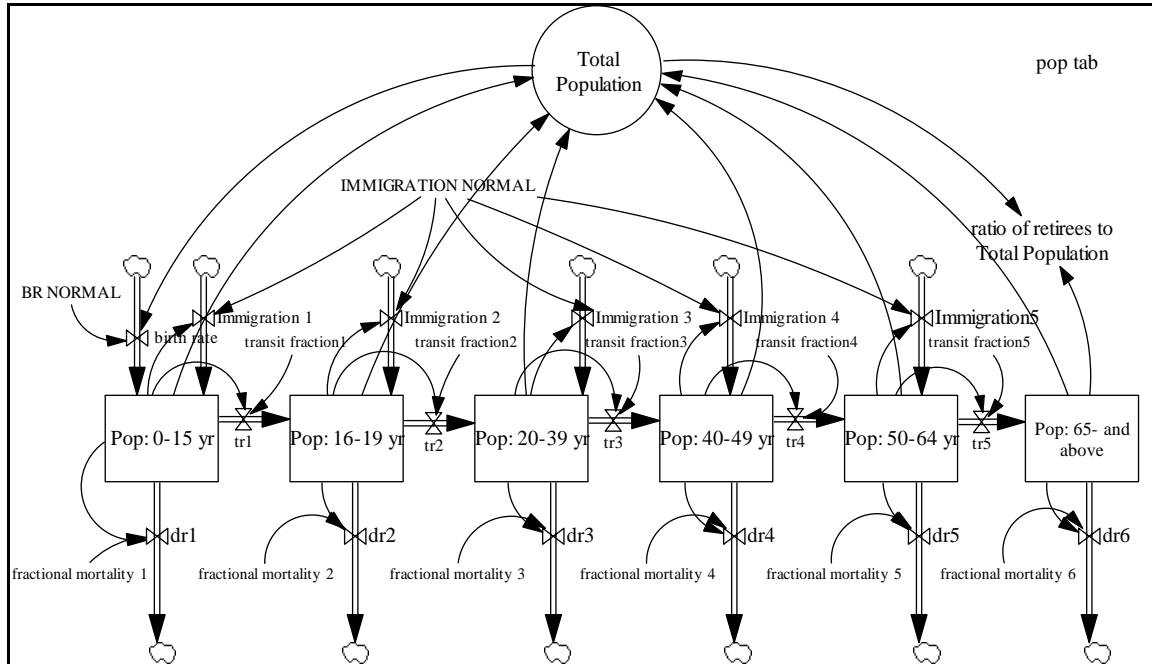 Total
Population
pop tab
IMMIGRATION NORMAL
ratio of retirees to
Total Population
BR NORMAL
birth rate
Immigration 1
transit fraction1
Immigration 2
transit fraction2
Immigration 3
transit fraction3
Immigration 4
transit fraction4
Immigration5
transit fraction5
Pop: 0-15 yr
tr1
Pop: 16-19 yr
tr2
Pop: 20-39 yr
tr3
Pop: 40-49 yr
tr4
Pop: 50-64 yr
tr5
Pop: 65- and
above
dr1
dr2
dr3
dr4
dr5
dr6
fractional mortality 1
fractional mortality 2
fractional mortality 3
fractional mortality 4
fractional mortality 5
fractional mortality 6